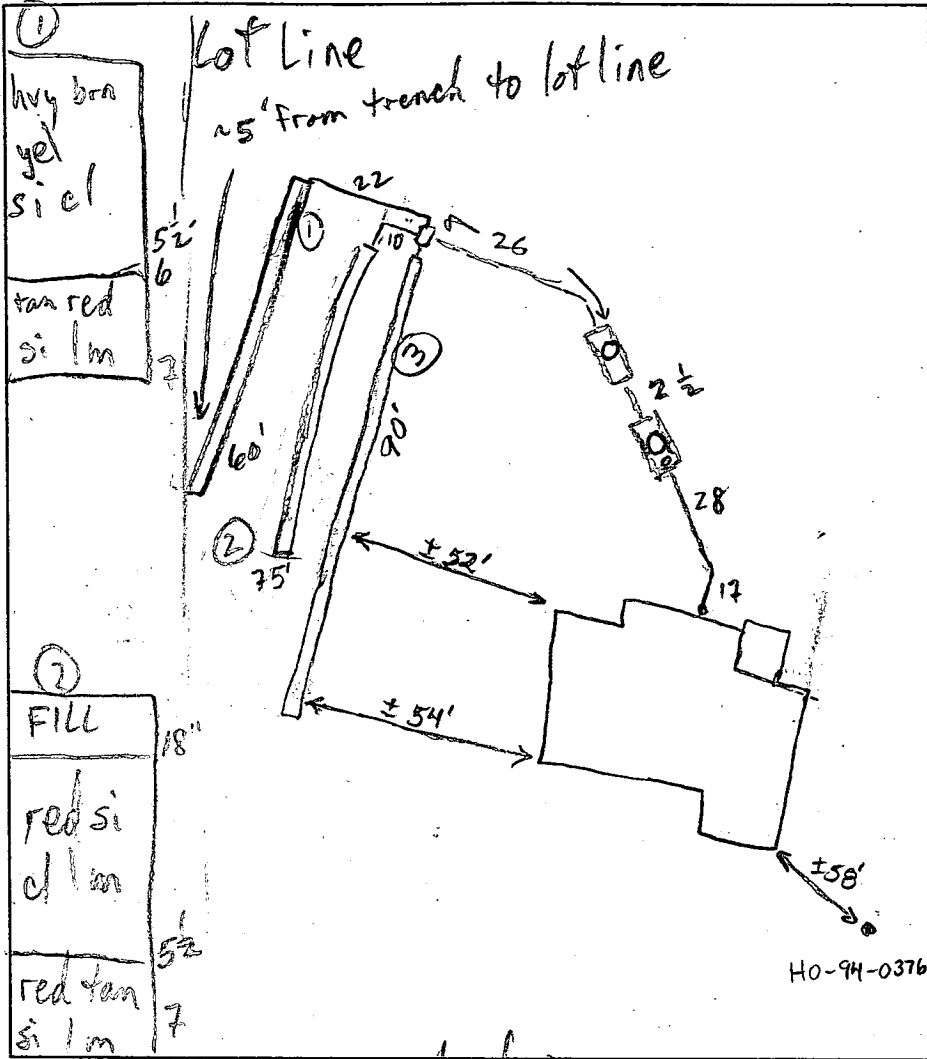 ①
hvy brn
yel
si cl
5½'
6
tan red
si lm
7
Lot Line
~5' from trench to lot line
22
①
10
26
③
2½
60'
90'
28
②
75'
±52'
17
±54'
±58'
HO-94-0376
②
FILL
18"
red si
cl lm
5½
red tan
si lm
7